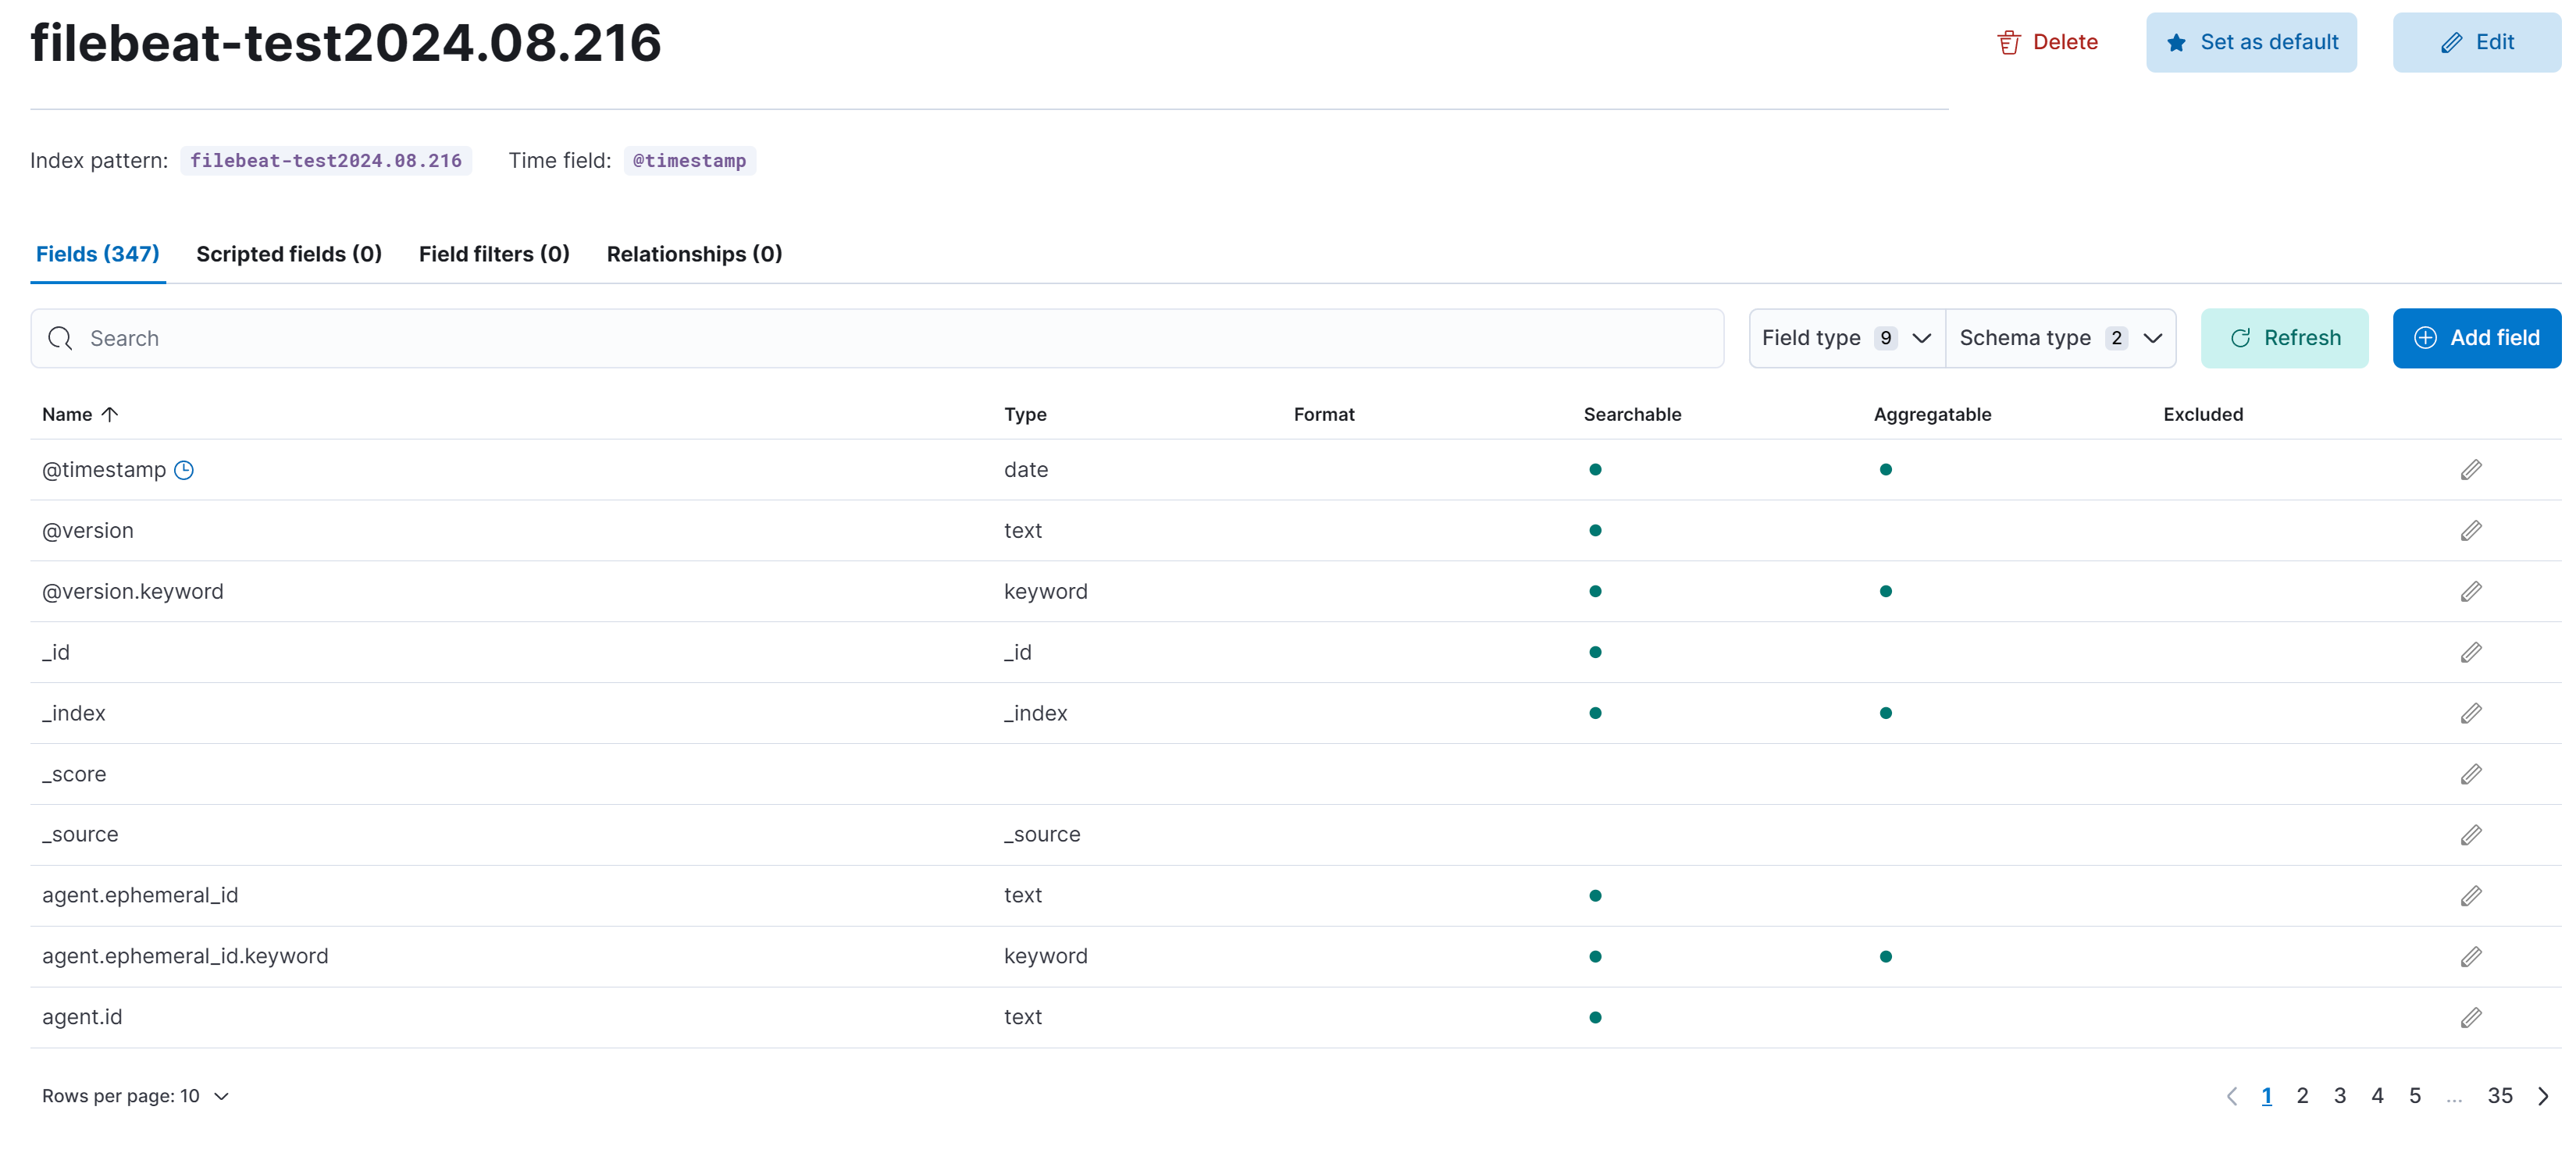 filebeat-test2024.08.216
Delete
Set as default
Edit
Index pattern: filebeat-test2024.08.216 Time field: @timestamp
Fields (347) Scripted fields (0) Field filters (0) Relationships (0)
Search
Field type 9 Schema type 2
Refresh
Add field
Name Type Format Searchable Aggregatable Excluded
@timestamp date
@version text
@version.keyword keyword
_id _id
_index _index
_score
_source _source
agent.ephemeral_id text
agent.ephemeral_id.keyword keyword
agent.id text
Rows per page: 10
1 2 3 4 5 ... 35